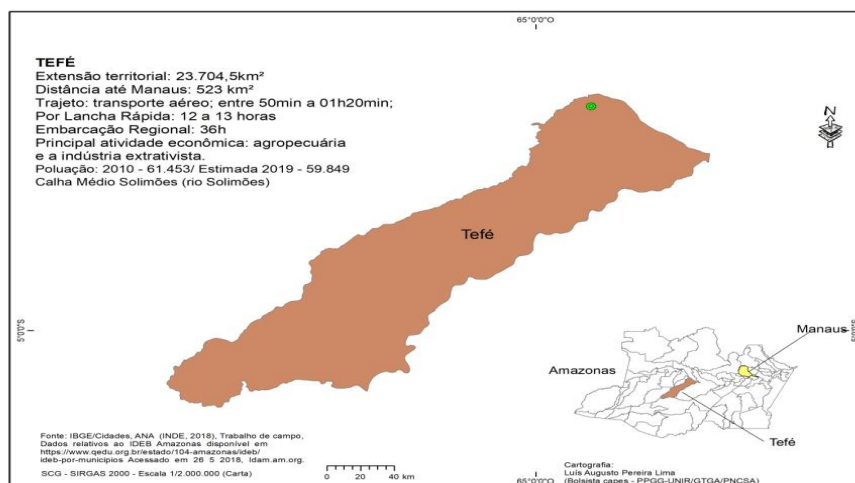 65°0'0"O
TEFÉ
Extensão territorial: 23.704,5km²
Distância até Manaus: 523 km²
Trajeto: transporte aéreo; entre 50min a 01h20min;
Por Lancha Rápida: 12 a 13 horas
Embarcação Regional: 36h
Principal atividade econômica: agropecuária
e a indústria extrativista.
Poluação: 2010 - 61.453/ Estimada 2019 - 59.849
Calha Médio Solimões (rio Solimões)
N
Tefé
5°0'0"S
5°0'0"S
Manaus
Amazonas
Tefé
Fonte: IBGE/Cidades, ANA (INDE, 2018), Trabalho de campo,
Dados relativos ao IDEB Amazonas disponível em
https://www.qedu.org.br/estado/104-amazonas/ideb/
ideb-por-municipios Acessado em 26 5 2018, Idam.am.org.
SCG - SIRGAS 2000 - Escala 1/2.000.000 (Carta)
0 20 40 km
65°0'0"O
Cartografia:
Luís Augusto Pereira Lima
(Bolsista capes - PPGG-UNIR/GTGA/PNCSA)